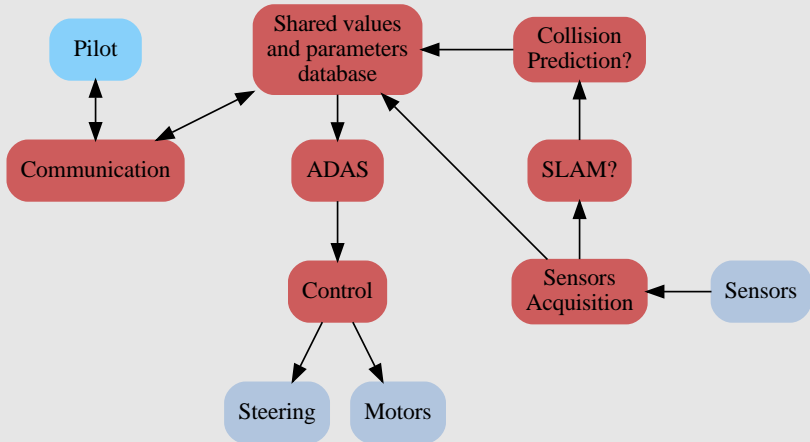 Pilot
Shared values
and parameters
database
Collision
Prediction?
Communication
ADAS
SLAM?
Control
Sensors
Acquisition
Sensors
Steering
Motors